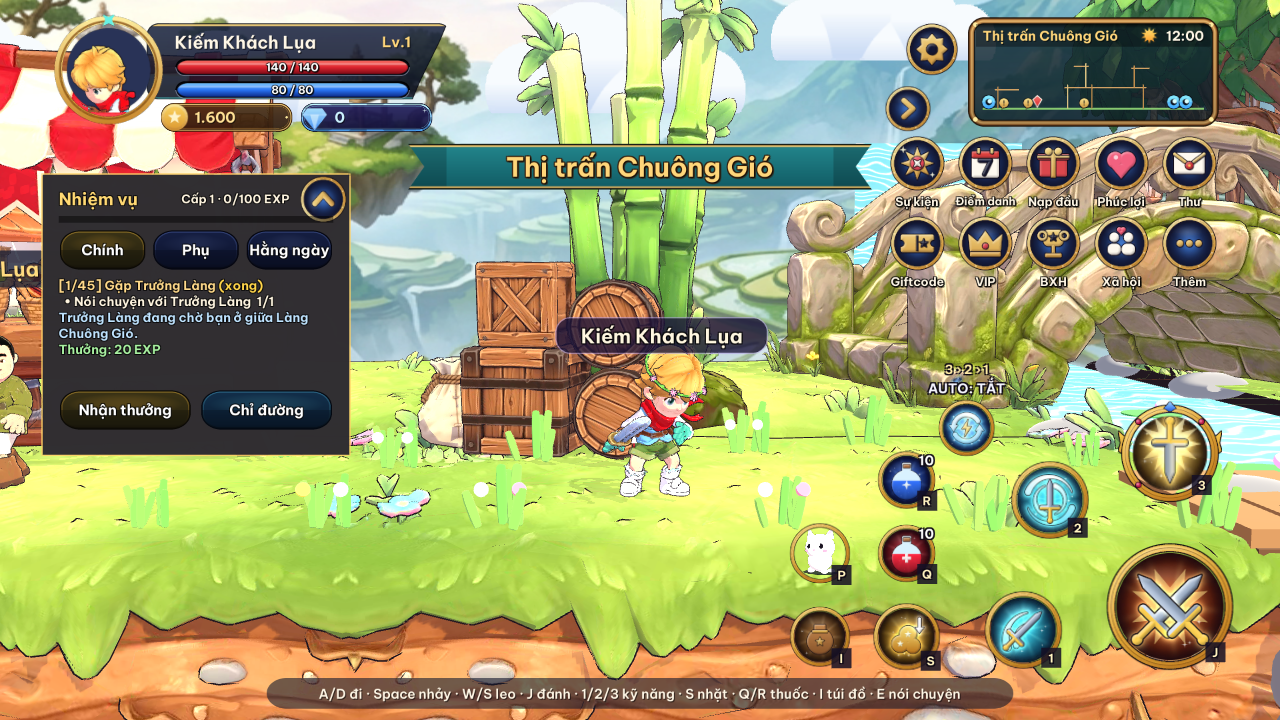 Kiếm Khách Lụa
Lv.1
140 / 140
80 / 80
1.600
0
Thị trấn Chuông Gió
12:00
Thị trấn Chuông Gió
Nhiệm vụ
Cấp 1 · 0/100 EXP
Chính
Phụ
Hằng ngày
[1/45] Gặp Trưởng Làng (xong)
• Nói chuyện với Trưởng Làng 1/1
Trưởng Làng đang chờ bạn ở giữa Làng
Chuông Gió.
Thưởng: 20 EXP
Nhận thưởng
Chỉ đường
Lụa
7
Sự kiện
Điểm danh
Nạp đầu
Phúc lợi
Thư
Giftcode
VIP
BXH
Xã hội
Thêm
Kiếm Khách Lụa
3>2>1
AUTO: TẮT
10
R
10
Q
P
3
2
I
S
1
J
A/D đi · Space nhảy · W/S leo · J đánh · 1/2/3 kỹ năng · S nhặt · Q/R thuốc · I túi đồ · E nói chuyện